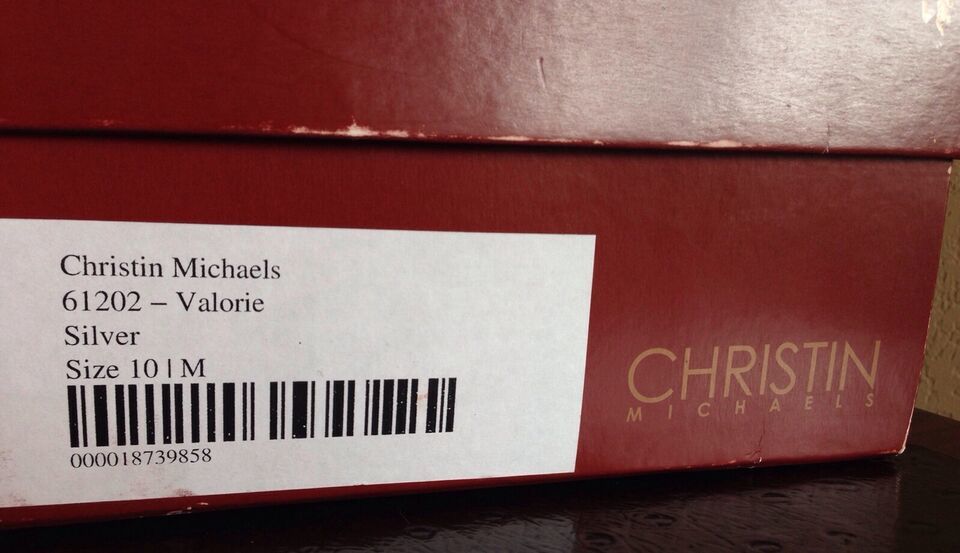 Christin Michaels
61202 – Valorie
Silver
Size 10 | M
000018739858
CHRISTIN
MICHAELS